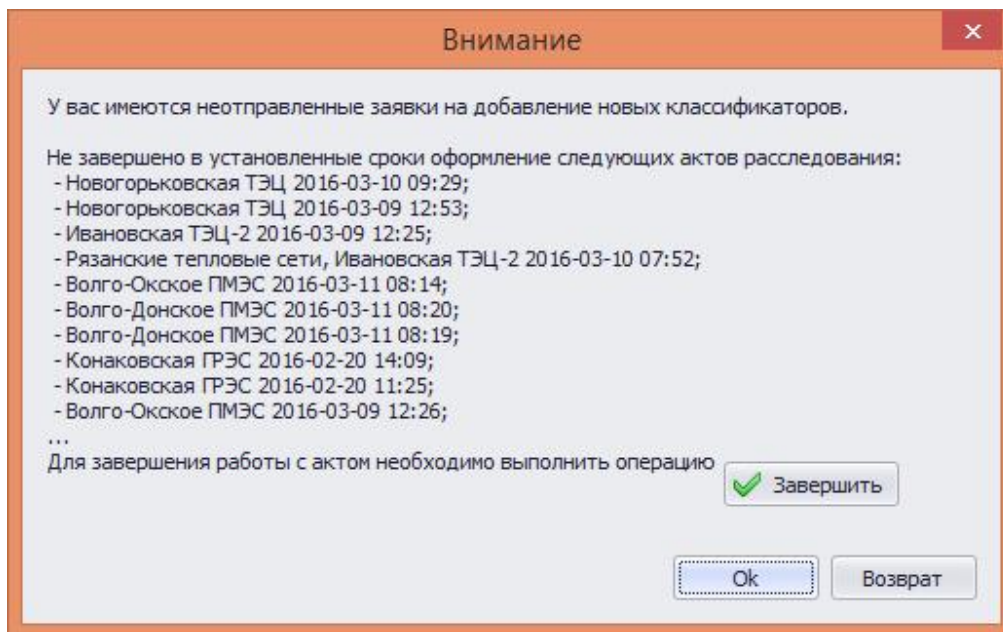 Внимание
У вас имеются неотправленные заявки на добавление новых классификаторов.
Не завершено в установленные сроки оформление следующих актов расследования:
- Новогорьковская ТЭЦ 2016-03-10 09:29;
- Новогорьковская ТЭЦ 2016-03-09 12:53;
- Ивановская ТЭЦ-2 2016-03-09 12:25;
- Рязанские тепловые сети, Ивановская ТЭЦ-2 2016-03-10 07:52;
- Волго-Окское ПМЭС 2016-03-11 08:14;
- Волго-Донское ПМЭС 2016-03-11 08:20;
- Волго-Донское ПМЭС 2016-03-11 08:19;
- Конаковская ГРЭС 2016-02-20 14:09;
- Конаковская ГРЭС 2016-02-20 11:25;
- Волго-Окское ПМЭС 2016-03-09 12:26;
...
Для завершения работы с актом необходимо выполнить операцию
Завершить
Ok
Возврат